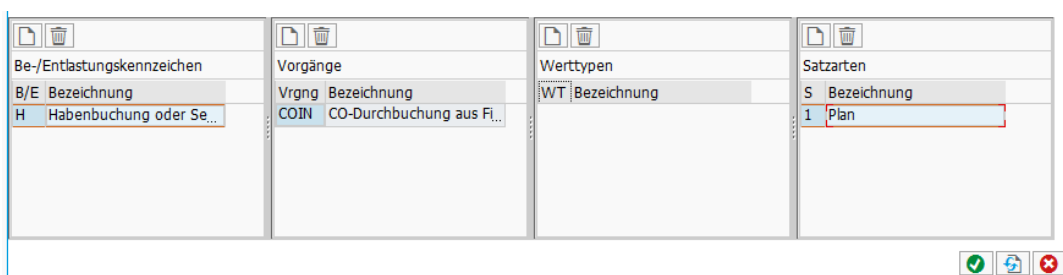 Be-/Entlastungskennzeichen
B/E Bezeichnung
H Habenbuchung oder Se...
Vorgänge
Vrgng Bezeichnung
COIN CO-Durchbuchung aus Fi...
Werttypen
WT Bezeichnung
Satzarten
S Bezeichnung
1 Plan